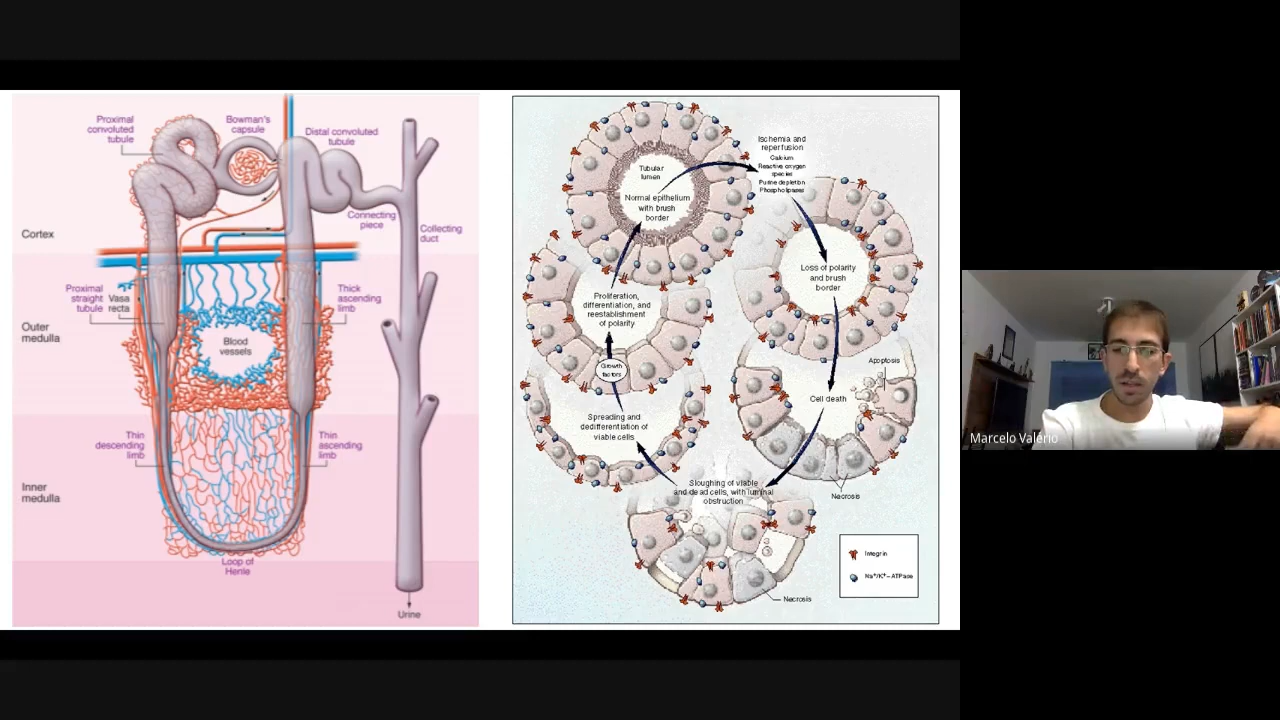 Proximal
convoluted
tubule
Bowman's
capsule
Distal convoluted
tubule
Connecting
piece
Collecting
duct
Cortex
Proximal
straight
tubule
Vasa
recta
Thick
ascending
limb
Outer
medulla
Blood
vessels
Thin
descending
limb
Thin
ascending
limb
Inner
medulla
Loop of
Henle
Urine
Tubular
lumen
Normal epithelium
with brush
border
Ischemia and
reperfusion
Calcium
Reactive oxygen
species
Purine depletion
Phospholipases
Loss of polarity
and brush
border
Apoptosis
Cell death
Necrosis
Sloughing of viable
and dead cells, with luminal
obstruction
Necrosis
Spreading and
dedifferentiation of
viable cells
Growth
factors
Proliferation,
differentiation, and
reestablishment
of polarity
Integrin
Na⁺/K⁺–ATPase
Marcelo Valério